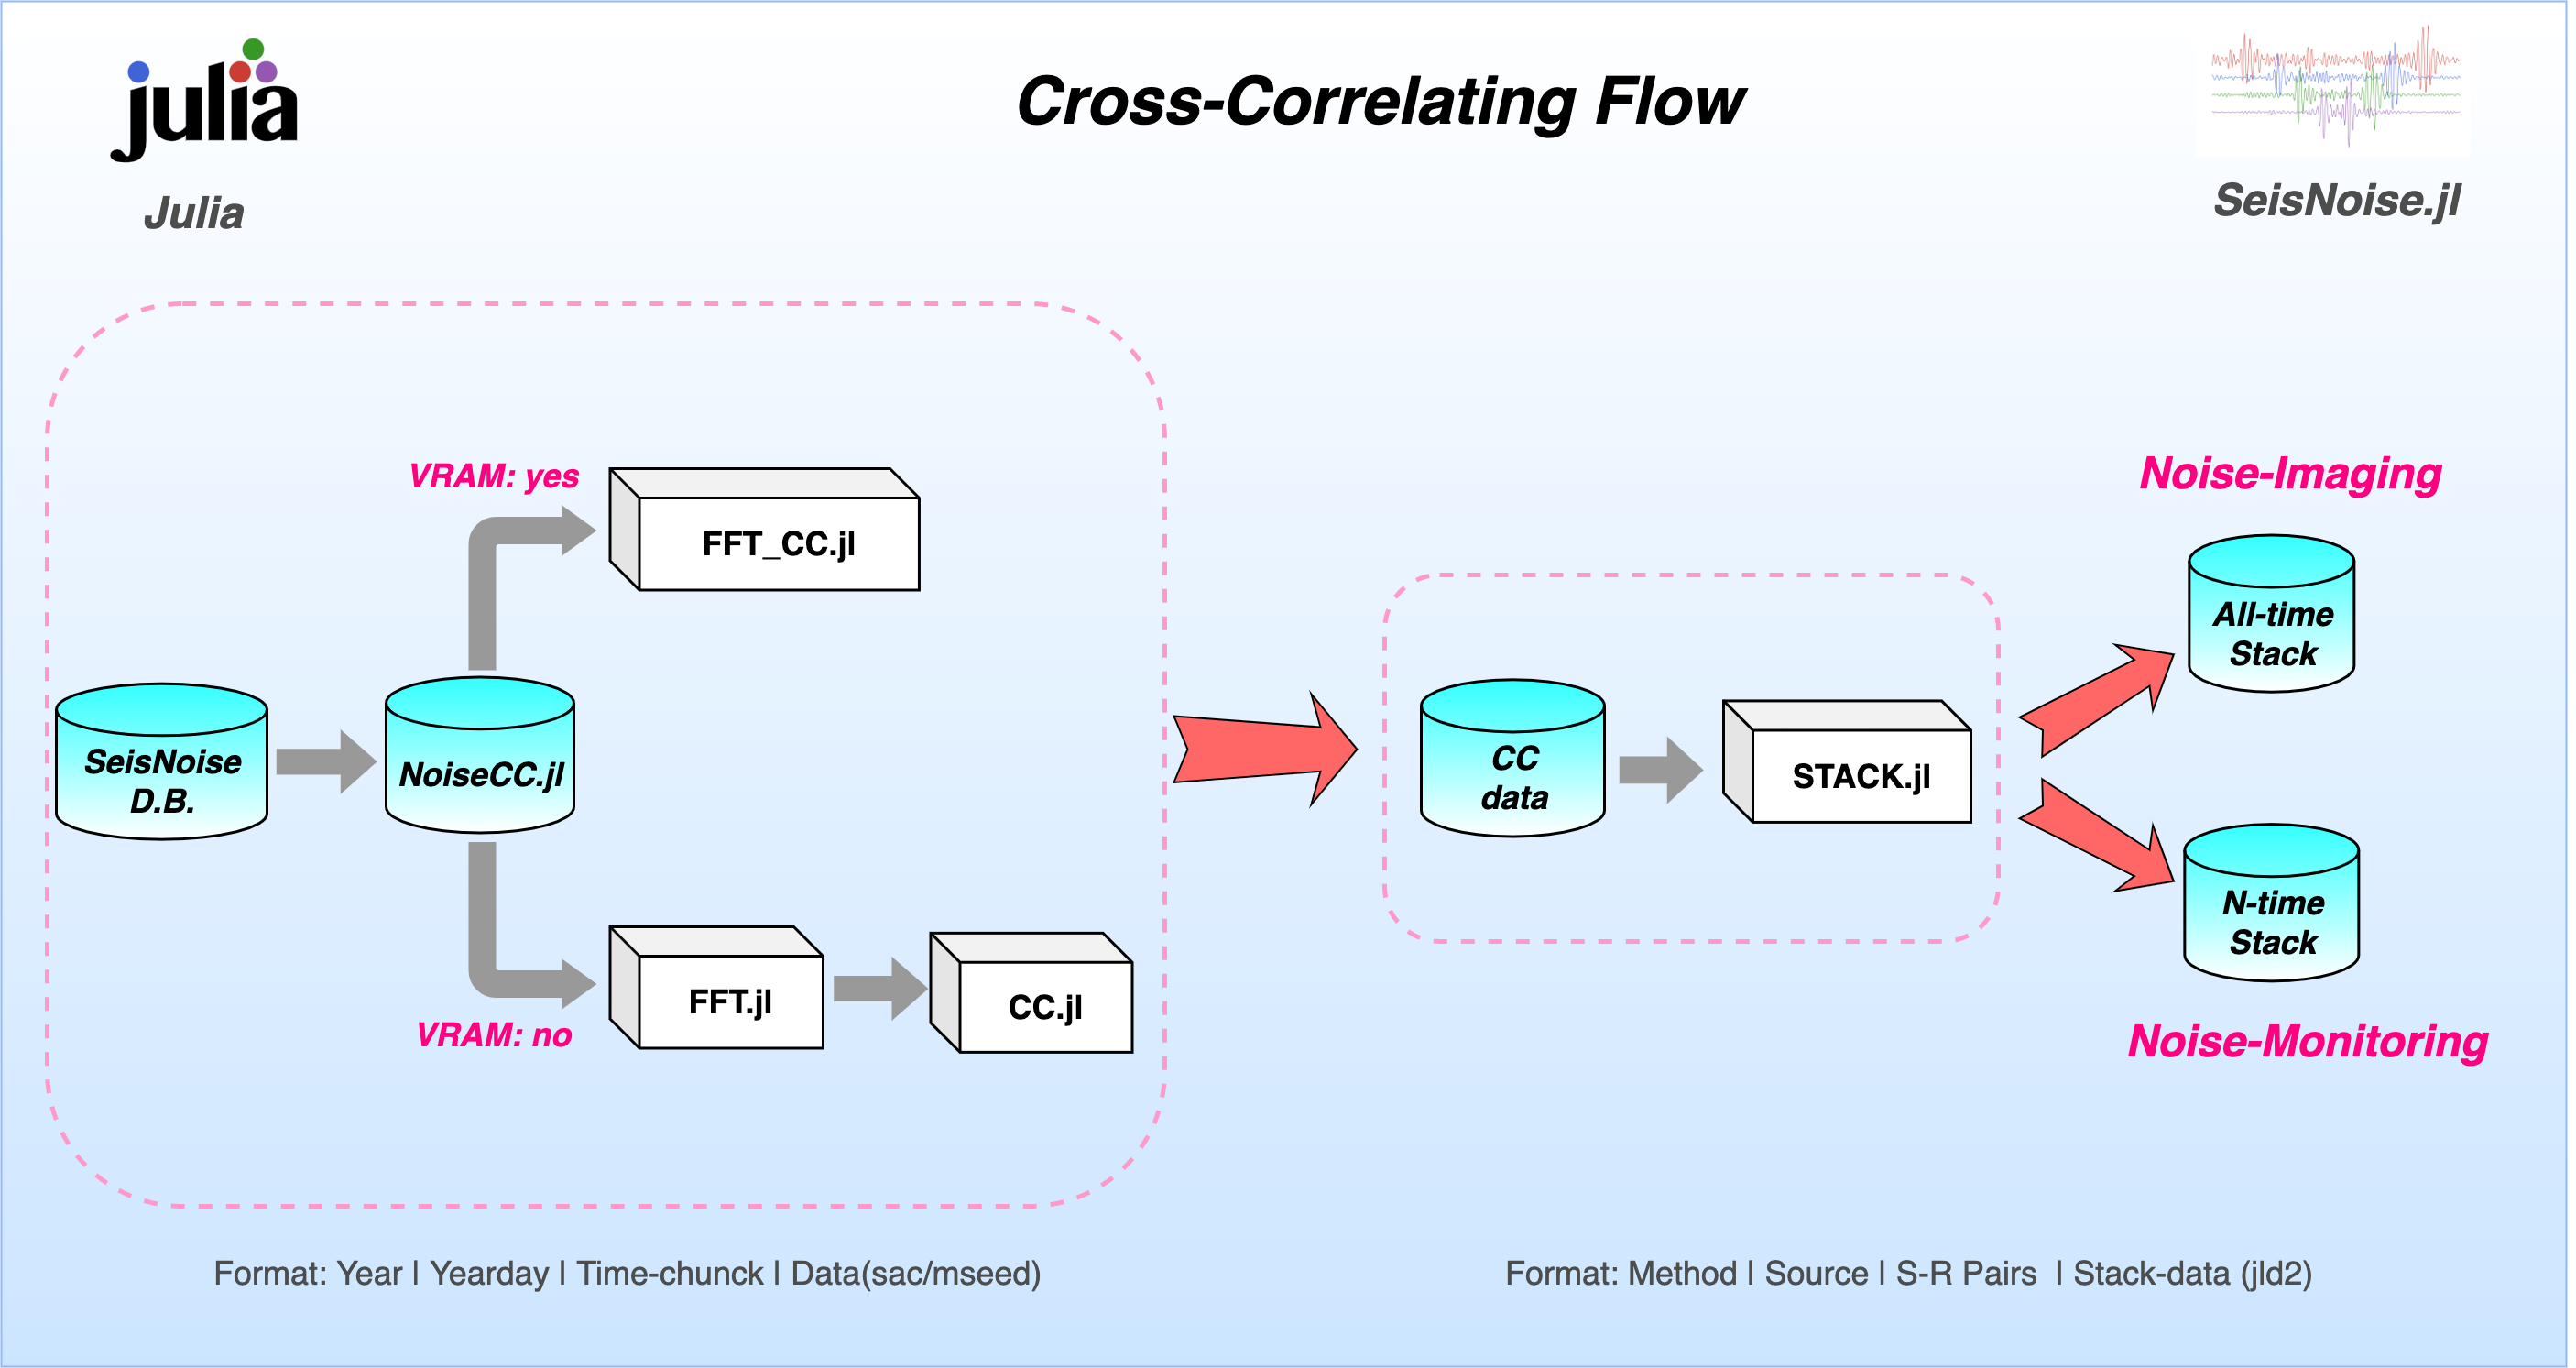 julia
Julia
Cross-Correlating Flow
SeisNoise.jl
VRAM: yes
FFT_CC.jl
SeisNoise
D.B.
NoiseCC.jl
VRAM: no
FFT.jl
CC.jl
CC
data
STACK.jl
Noise-Imaging
All-time
Stack
N-time
Stack
Noise-Monitoring
Format: Year | Yearday | Time-chunck | Data(sac/mseed)
Format: Method | Source | S-R Pairs | Stack-data (jld2)